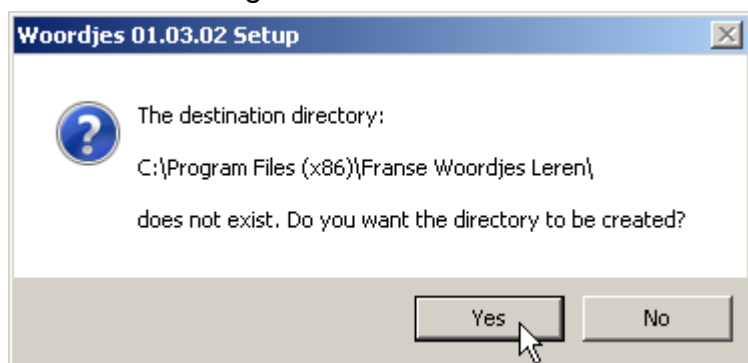 Woordjes 01.03.02 Setup
The destination directory:
C:\Program Files (x86)\Franse Woordjes Leren\
does not exist. Do you want the directory to be created?
Yes
No